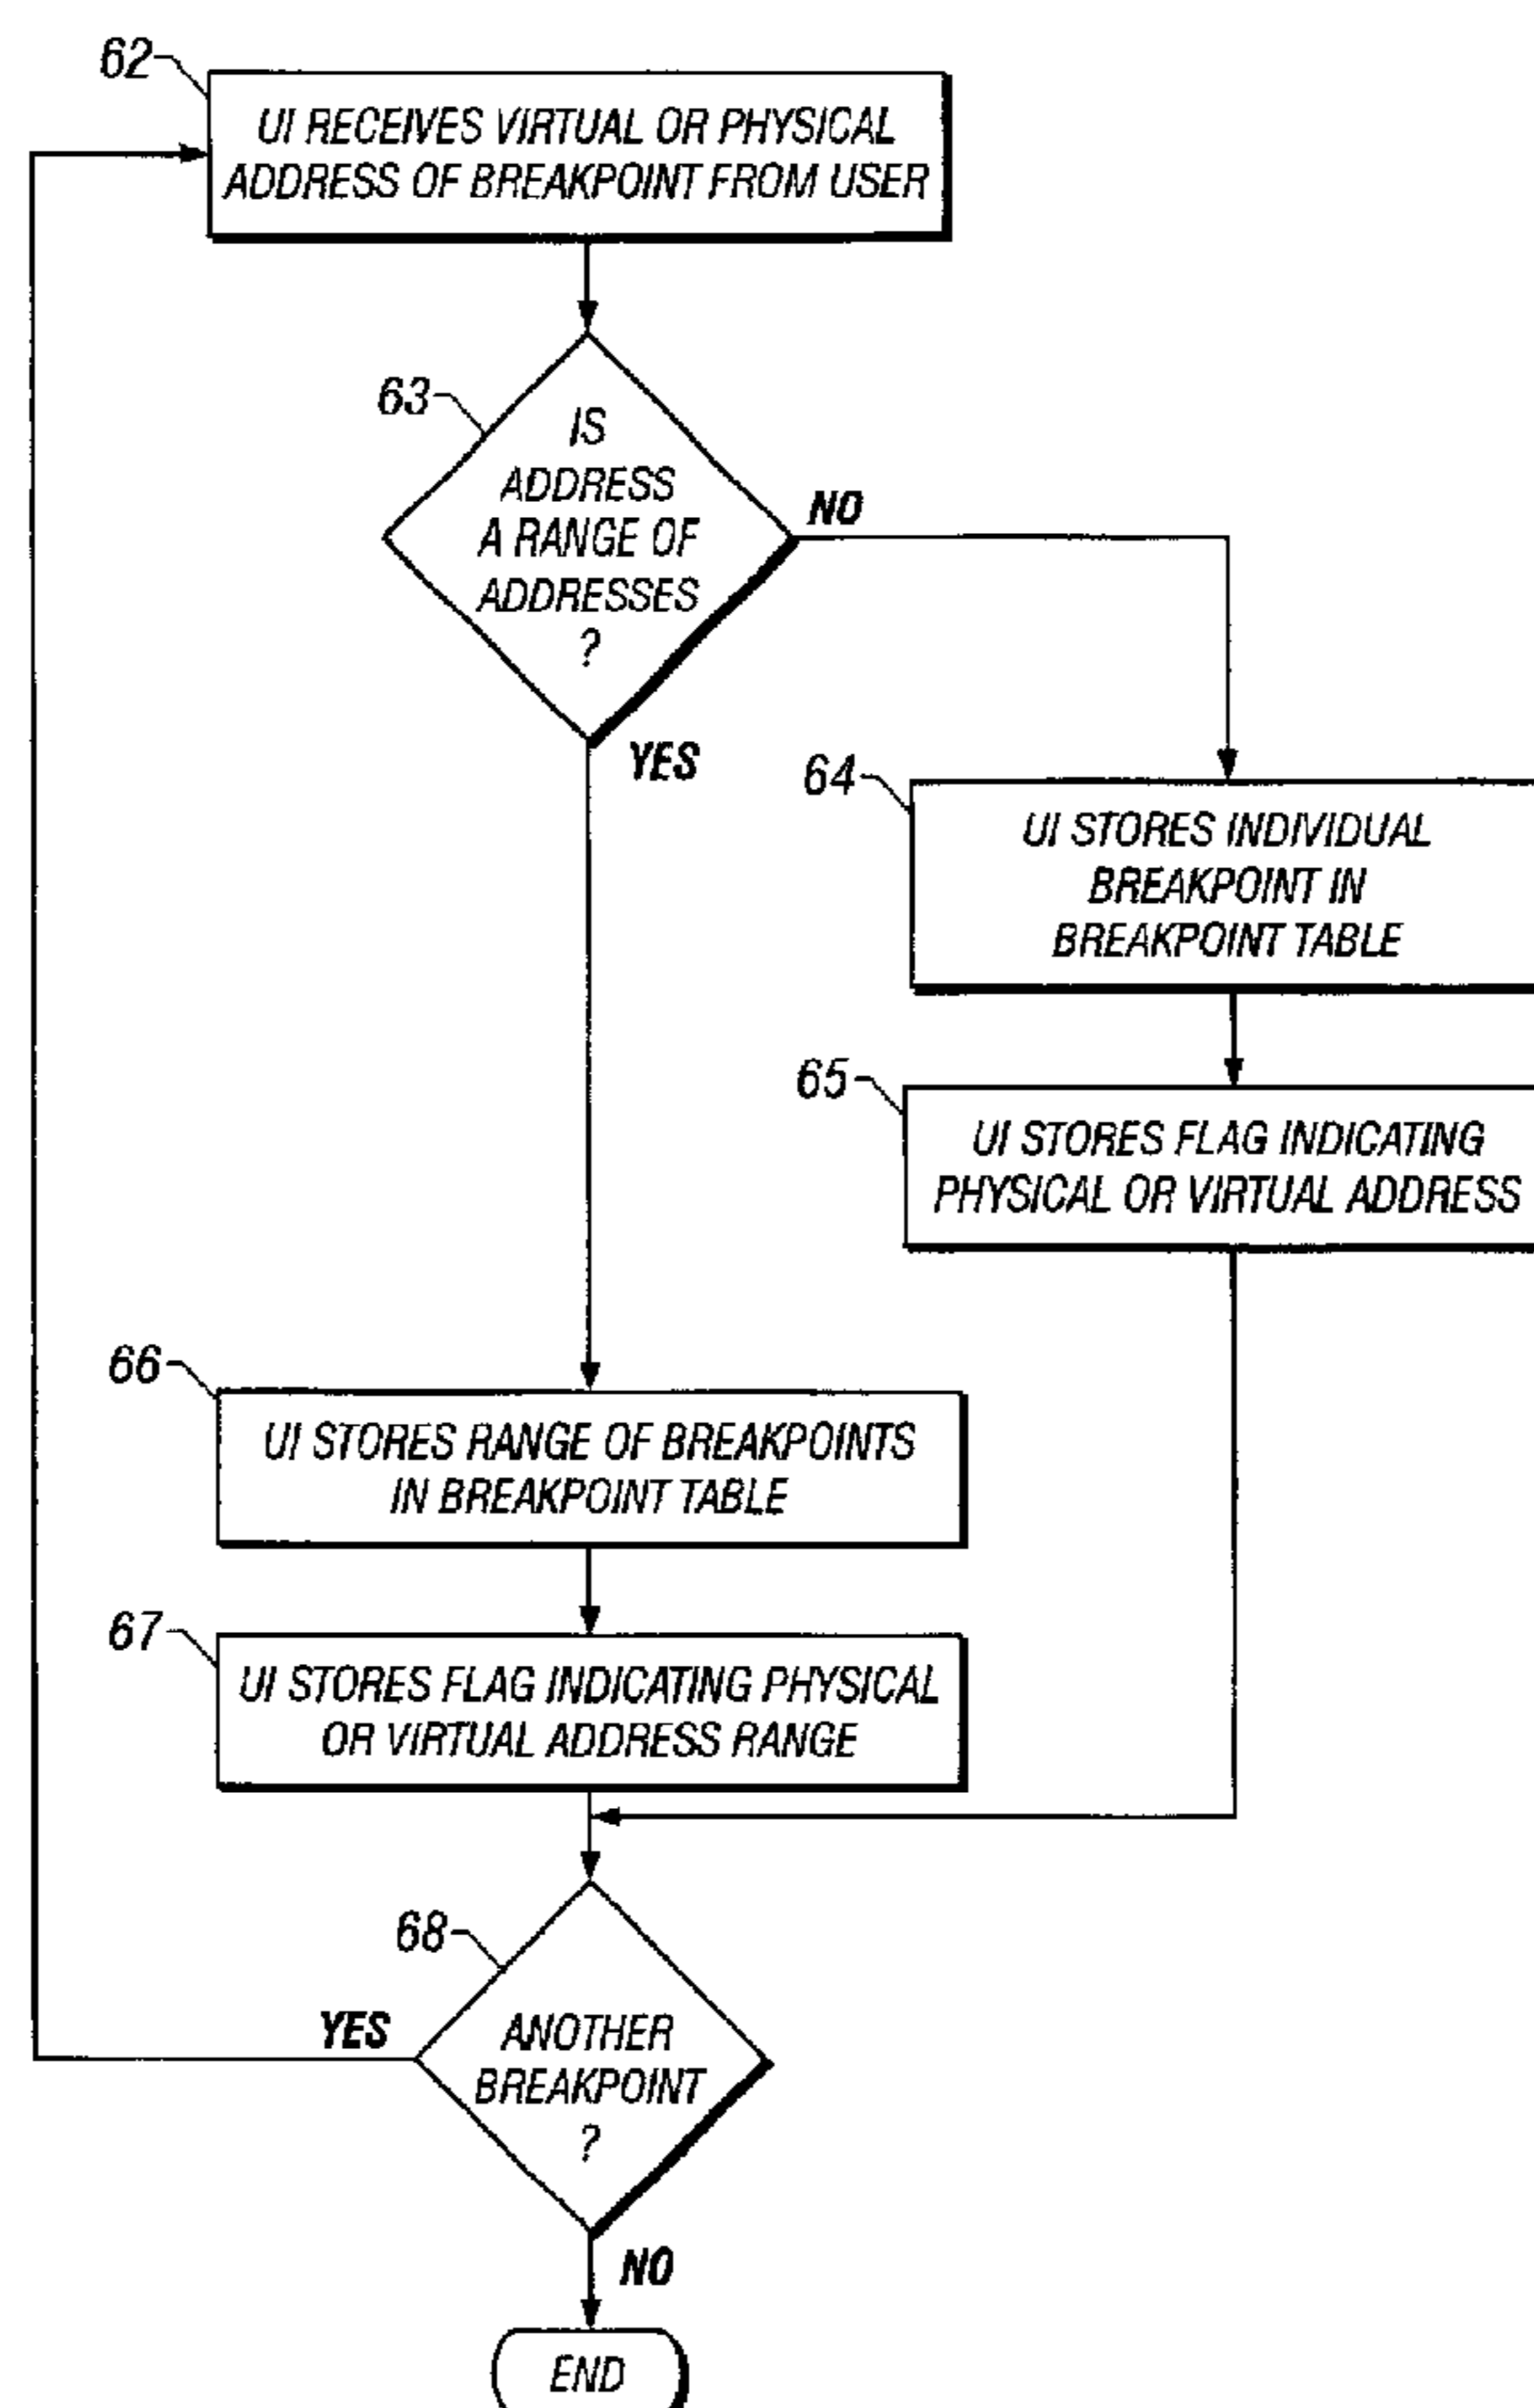 62
UI RECEIVES VIRTUAL OR PHYSICAL
ADDRESS OF BREAKPOINT FROM USER
63
IS
ADDRESS
A RANGE OF
ADDRESSES
?
NO
YES
64
UI STORES INDIVIDUAL
BREAKPOINT IN
BREAKPOINT TABLE
65
UI STORES FLAG INDICATING
PHYSICAL OR VIRTUAL ADDRESS
66
UI STORES RANGE OF BREAKPOINTS
IN BREAKPOINT TABLE
67
UI STORES FLAG INDICATING PHYSICAL
OR VIRTUAL ADDRESS RANGE
68
YES
ANOTHER
BREAKPOINT
?
NO
END